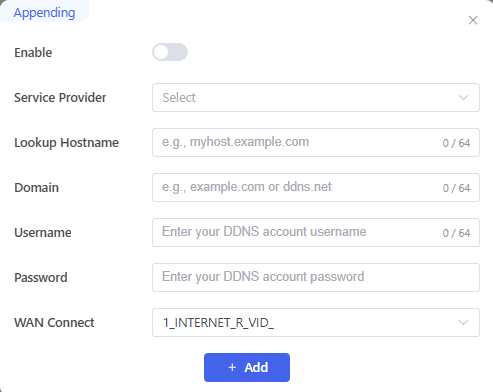 Appending
Enable
Service Provider Select
Lookup Hostname e.g., myhost.example.com 0 / 64
Domain e.g., example.com or ddns.net 0 / 64
Username Enter your DDNS account username 0 / 64
Password Enter your DDNS account password
WAN Connect 1_INTERNET_R_VID_
+ Add